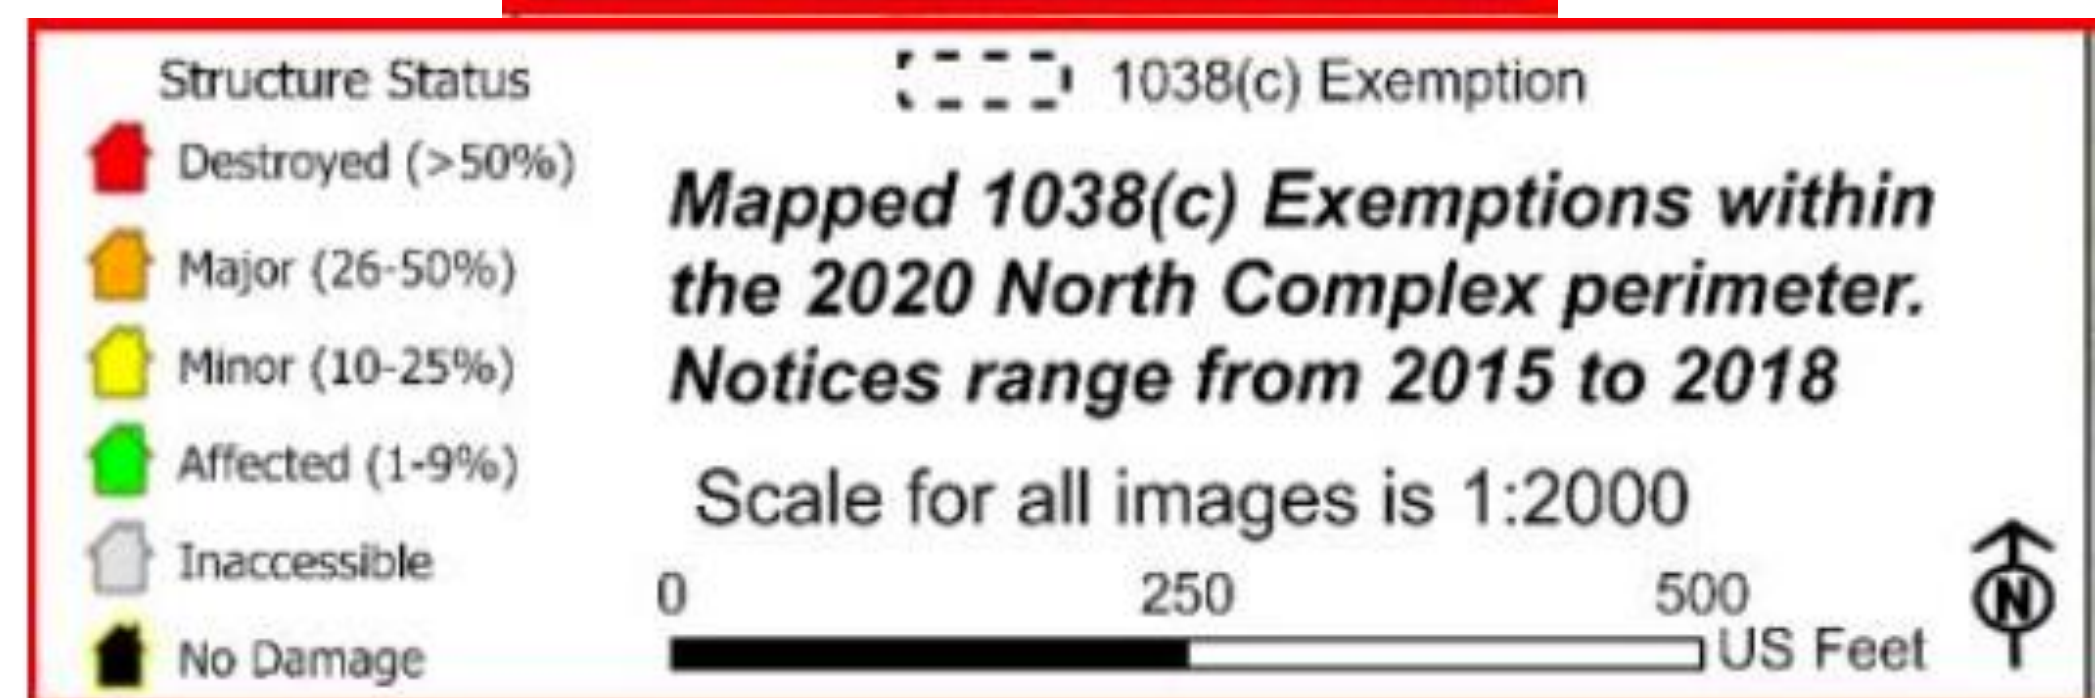 Structure Status
Destroyed (>50%)
Major (26-50%)
Minor (10-25%)
Affected (1-9%)
Inaccessible
No Damage
1038(c) Exemption
Mapped 1038(c) Exemptions within
the 2020 North Complex perimeter.
Notices range from 2015 to 2018
Scale for all images is 1:2000
0 250 500
US Feet
N